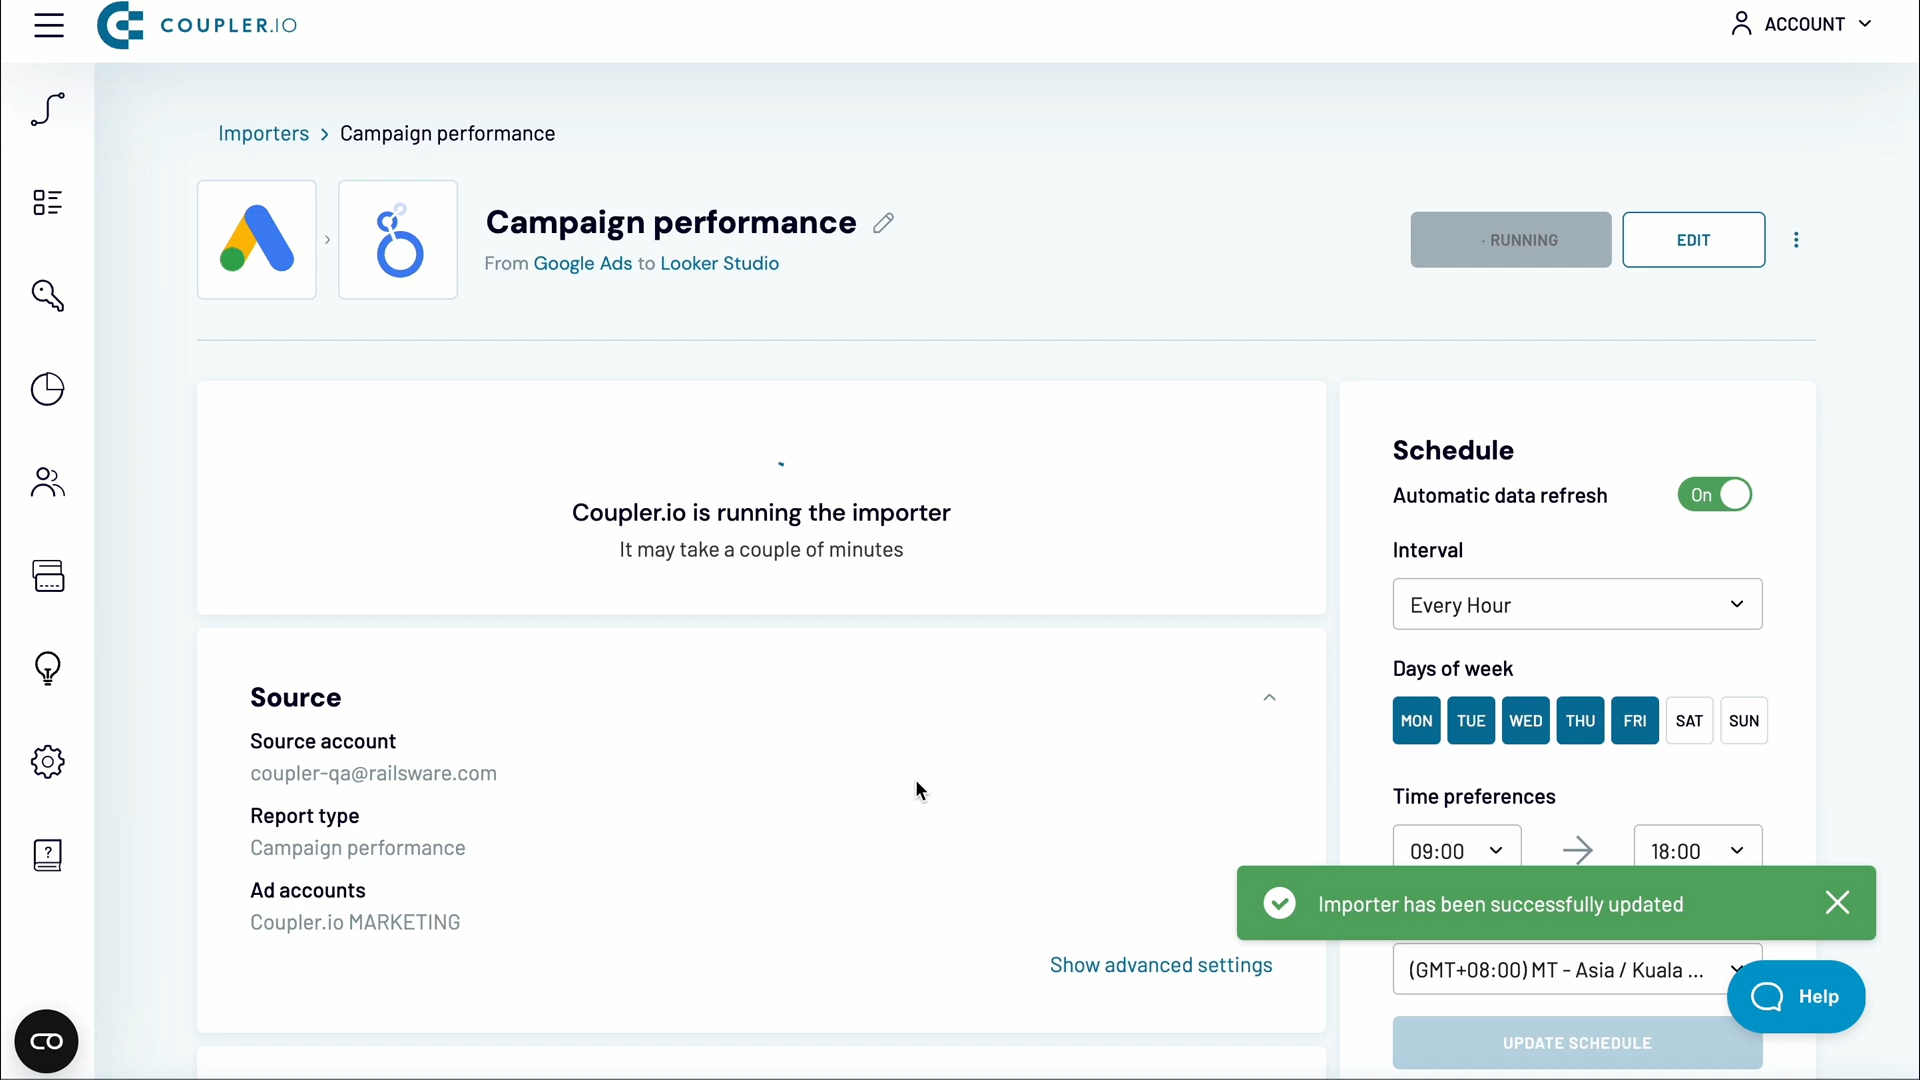 COUPLER.IO
ACCOUNT
Importers > Campaign performance
Campaign performance
From Google Ads to Looker Studio
RUNNING
EDIT
Coupler.io is running the importer
It may take a couple of minutes
Source
Source account
coupler-qa@railsware.com
Report type
Campaign performance
Ad accounts
Coupler.io MARKETING
Show advanced settings
Schedule
Automatic data refresh
On
Interval
Every Hour
Days of week
MON TUE WED THU FRI SAT SUN
Time preferences
09:00 → 18:00
Importer has been successfully updated
(GMT+08:00) MT - Asia / Kuala ...
Help
UPDATE SCHEDULE
CO